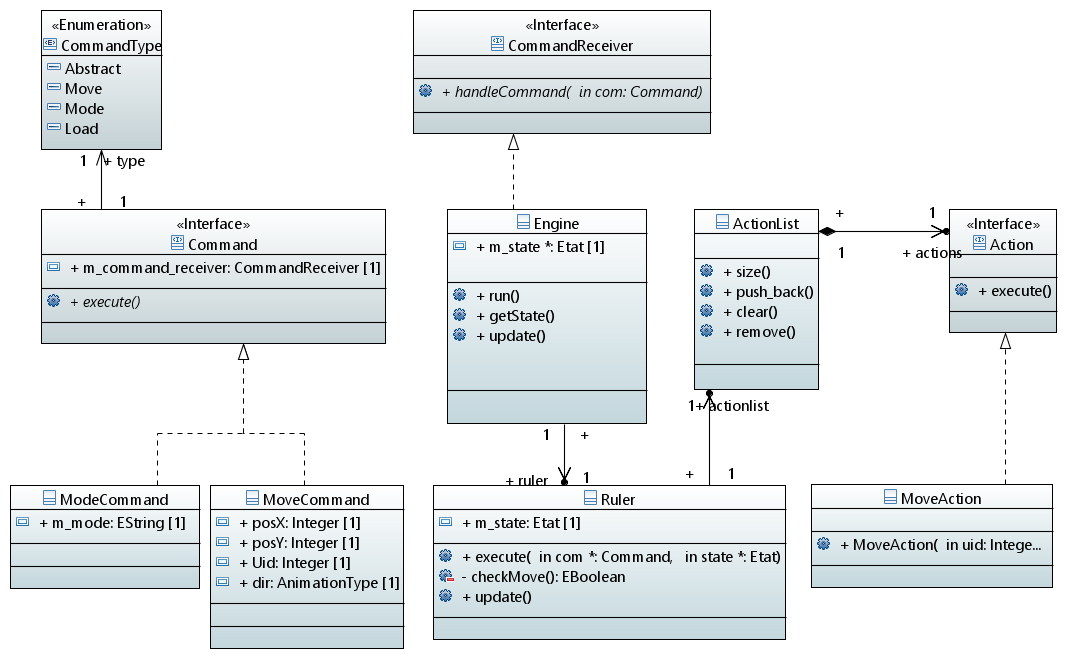 «Enumeration»
CommandType
Abstract
Move
Mode
Load
1 + type
+ 1
«Interface»
CommandReceiver
+ handleCommand( in com: Command)
«Interface»
Command
+ m_command_receiver: CommandReceiver [1]
+ execute()
Engine
+ m_state *: Etat [1]
+ run()
+ getState()
+ update()
ActionList
+ size()
+ push_back()
+ clear()
+ remove()
+ 1
1 + actions
«Interface»
Action
+ execute()
1+ actionlist
1 +
+ ruler 1
+ 1
ModeCommand
+ m_mode: EString [1]
MoveCommand
+ posX: Integer [1]
+ posY: Integer [1]
+ Uid: Integer [1]
+ dir: AnimationType [1]
Ruler
+ m_state: Etat [1]
+ execute( in com *: Command, in state *: Etat)
- checkMove(): EBoolean
+ update()
MoveAction
+ MoveAction( in uid: Intege...